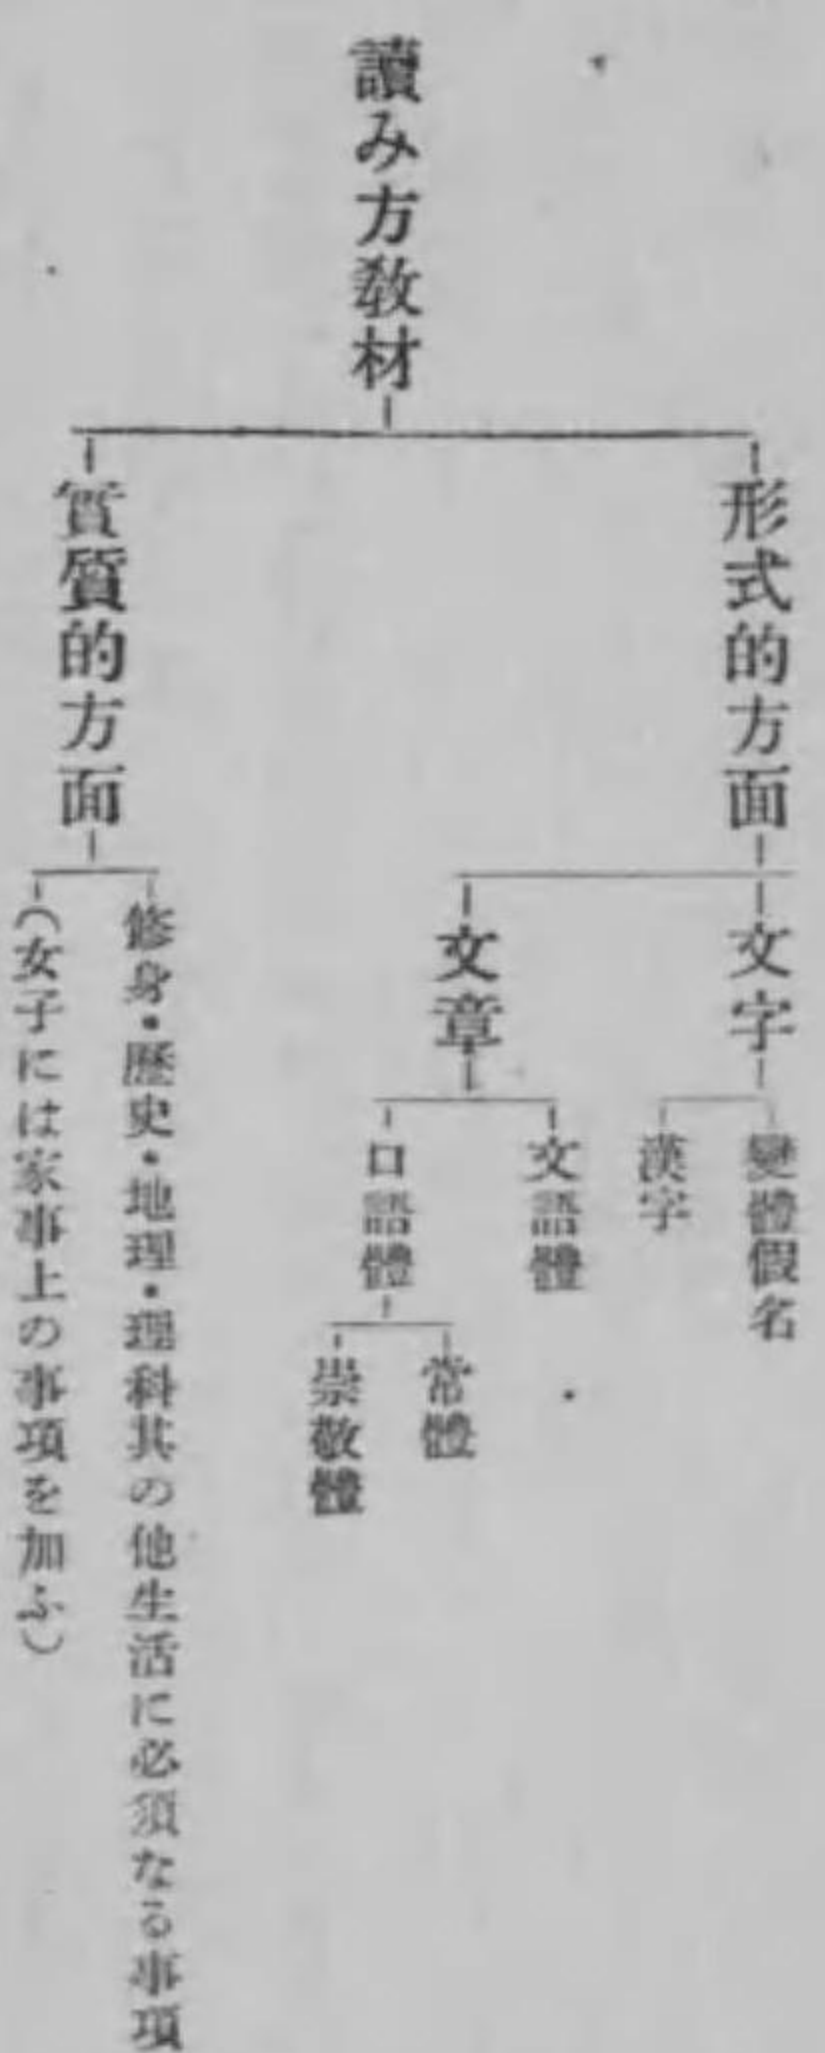 讀み方敎材
形式的方面
文字
變體假名
漢字
文章
文語體
口語體
常體
崇敬體
實質的方面
修身・歷史・地理・理科其の他生活に必須なる事項
(女子には家事上の事項を加ふ)